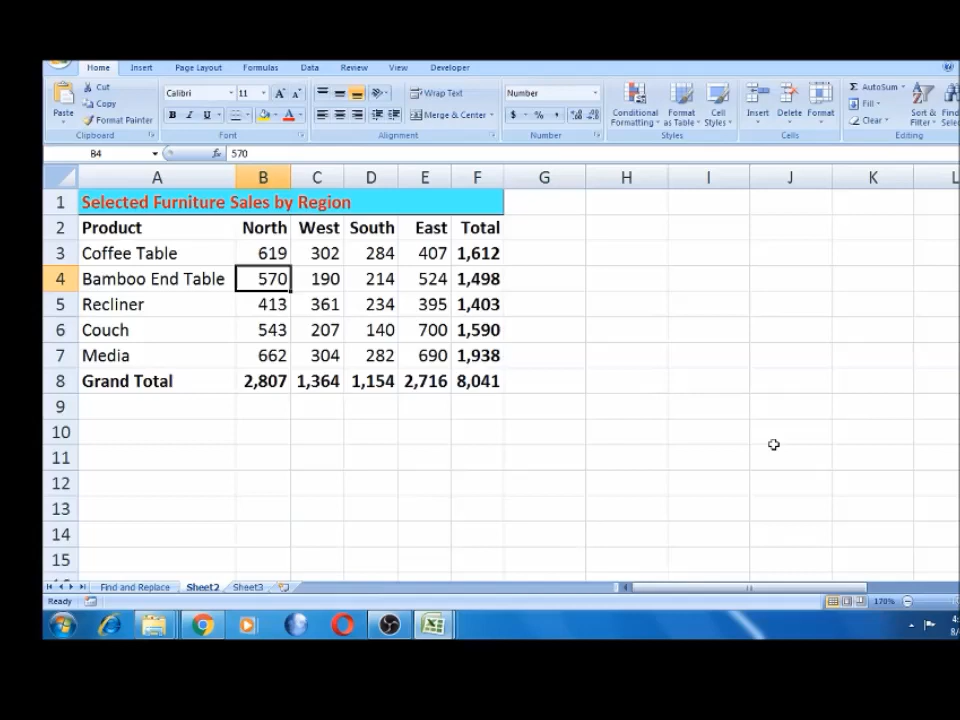 Home Insert Page Layout Formulas Data Review View Developer
Cut Calibri 11 A A Wrap Text Number Σ AutoSum
Copy Fill
Paste Format Painter B I U A Merge & Center $ % , Conditional Formatting Format as Table Cell Styles Insert Delete Format Clear Sort & Filter
Clipboard Font Alignment Number Styles Cells Editing
B4 fx 570
A B C D E F G H I J K L
1 Selected Furniture Sales by Region
2 Product North West South East Total
3 Coffee Table 619 302 284 407 1,612
4 Bamboo End Table 570 190 214 524 1,498
5 Recliner 413 361 234 395 1,403
6 Couch 543 207 140 700 1,590
7 Media 662 304 282 690 1,938
8 Grand Total 2,807 1,364 1,154 2,716 8,041
9
10
11
12
13
14
15
Find and Replace Sheet2 Sheet3
Ready 170%